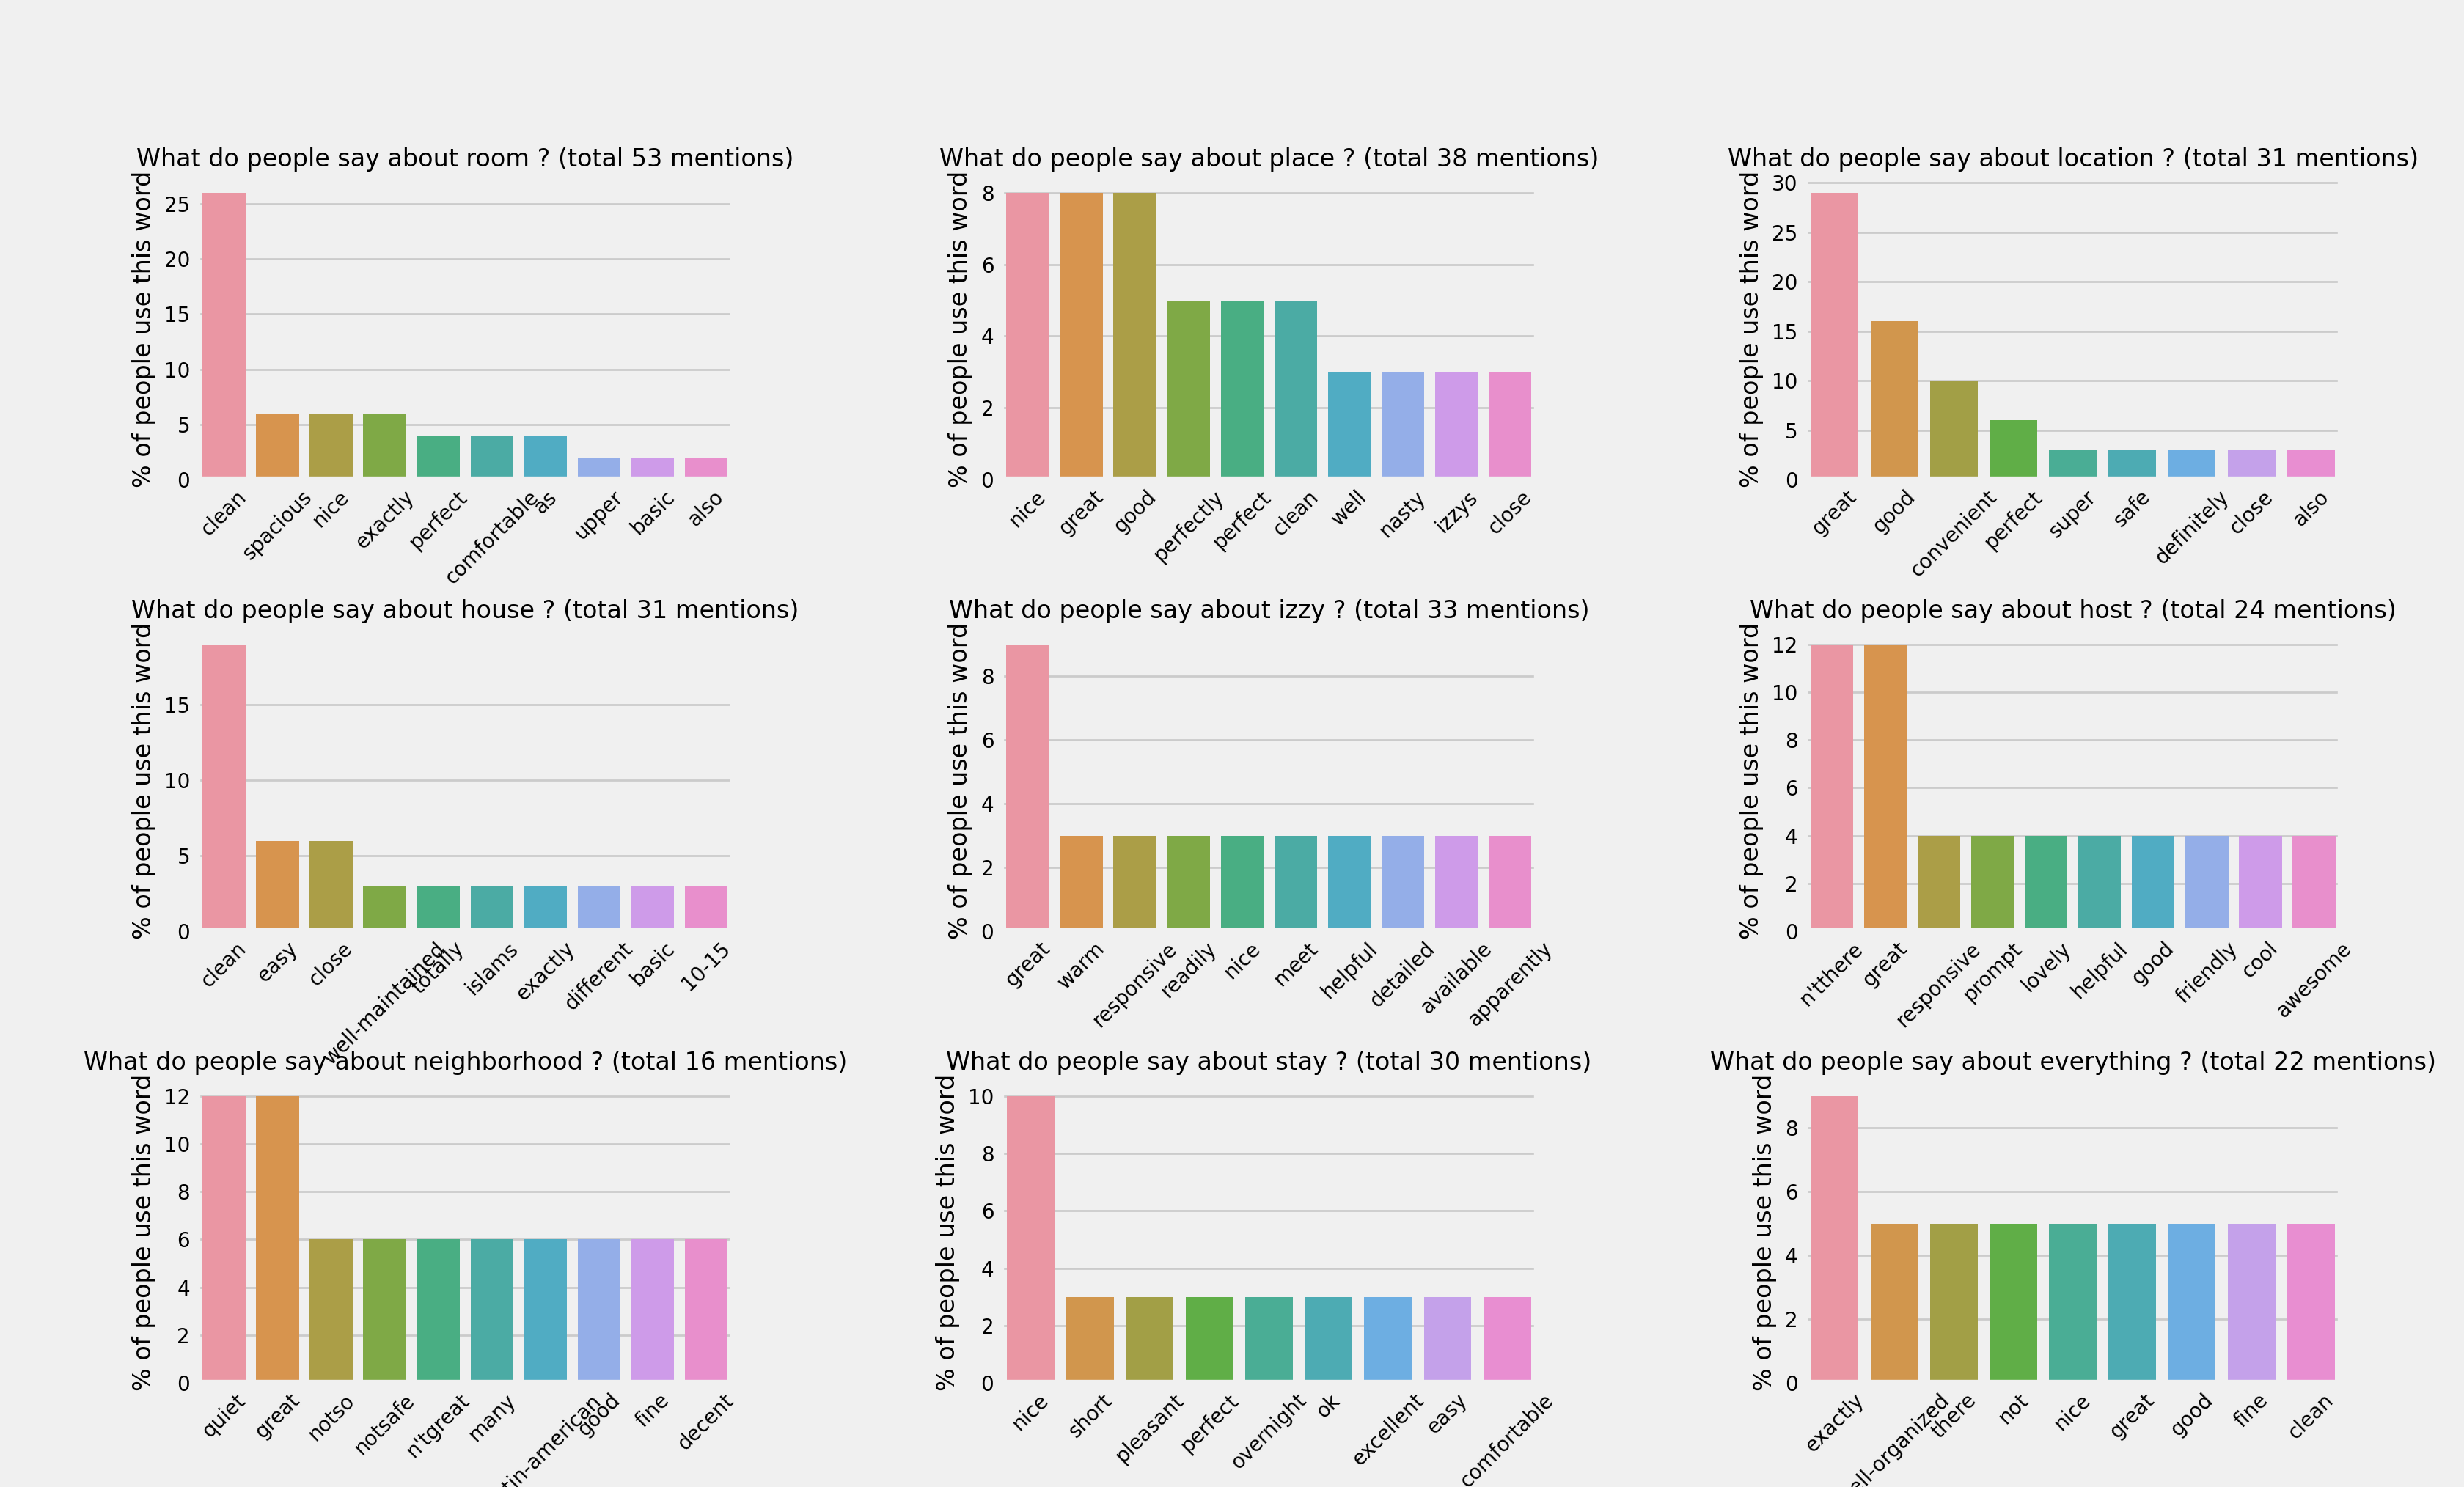 What do people say about room ? (total 53 mentions)
% of people use this word
25
20
15
10
5
0
clean
spacious
nice
exactly
perfect
comfortable
as
upper
basic
also
What do people say about place ? (total 38 mentions)
% of people use this word
8
6
4
2
0
nice
great
good
perfectly
perfect
clean
well
nasty
izzys
close
What do people say about location ? (total 31 mentions)
% of people use this word
30
25
20
15
10
5
0
great
good
convenient
perfect
super
safe
definitely
close
also
What do people say about house ? (total 31 mentions)
% of people use this word
15
10
5
0
clean
easy
close
well-maintained
totally
islams
exactly
different
basic
10-15
What do people say about izzy ? (total 33 mentions)
% of people use this word
8
6
4
2
0
great
warm
responsive
readily
nice
meet
helpful
detailed
available
apparently
What do people say about host ? (total 24 mentions)
% of people use this word
12
10
8
6
4
2
0
n'tthere
great
responsive
prompt
lovely
helpful
good
friendly
cool
awesome
What do people say about neighborhood ? (total 16 mentions)
% of people use this word
12
10
8
6
4
2
0
quiet
great
notso
notsafe
n'tgreat
many
tin-american
good
fine
decent
What do people say about stay ? (total 30 mentions)
% of people use this word
10
8
6
4
2
0
nice
short
pleasant
perfect
overnight
ok
excellent
easy
comfortable
What do people say about everything ? (total 22 mentions)
% of people use this word
8
6
4
2
0
exactly
ell-organized
there
not
nice
great
good
fine
clean